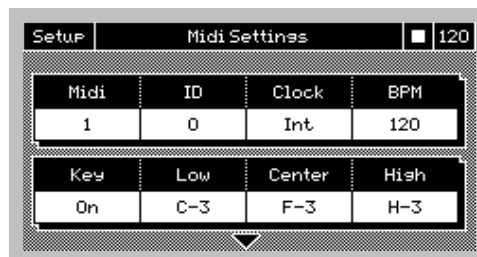 Setup Midi Settings 120
Midi ID Clock BPM
1 0 Int 120
Key Low Center High
On C-3 F-3 H-3